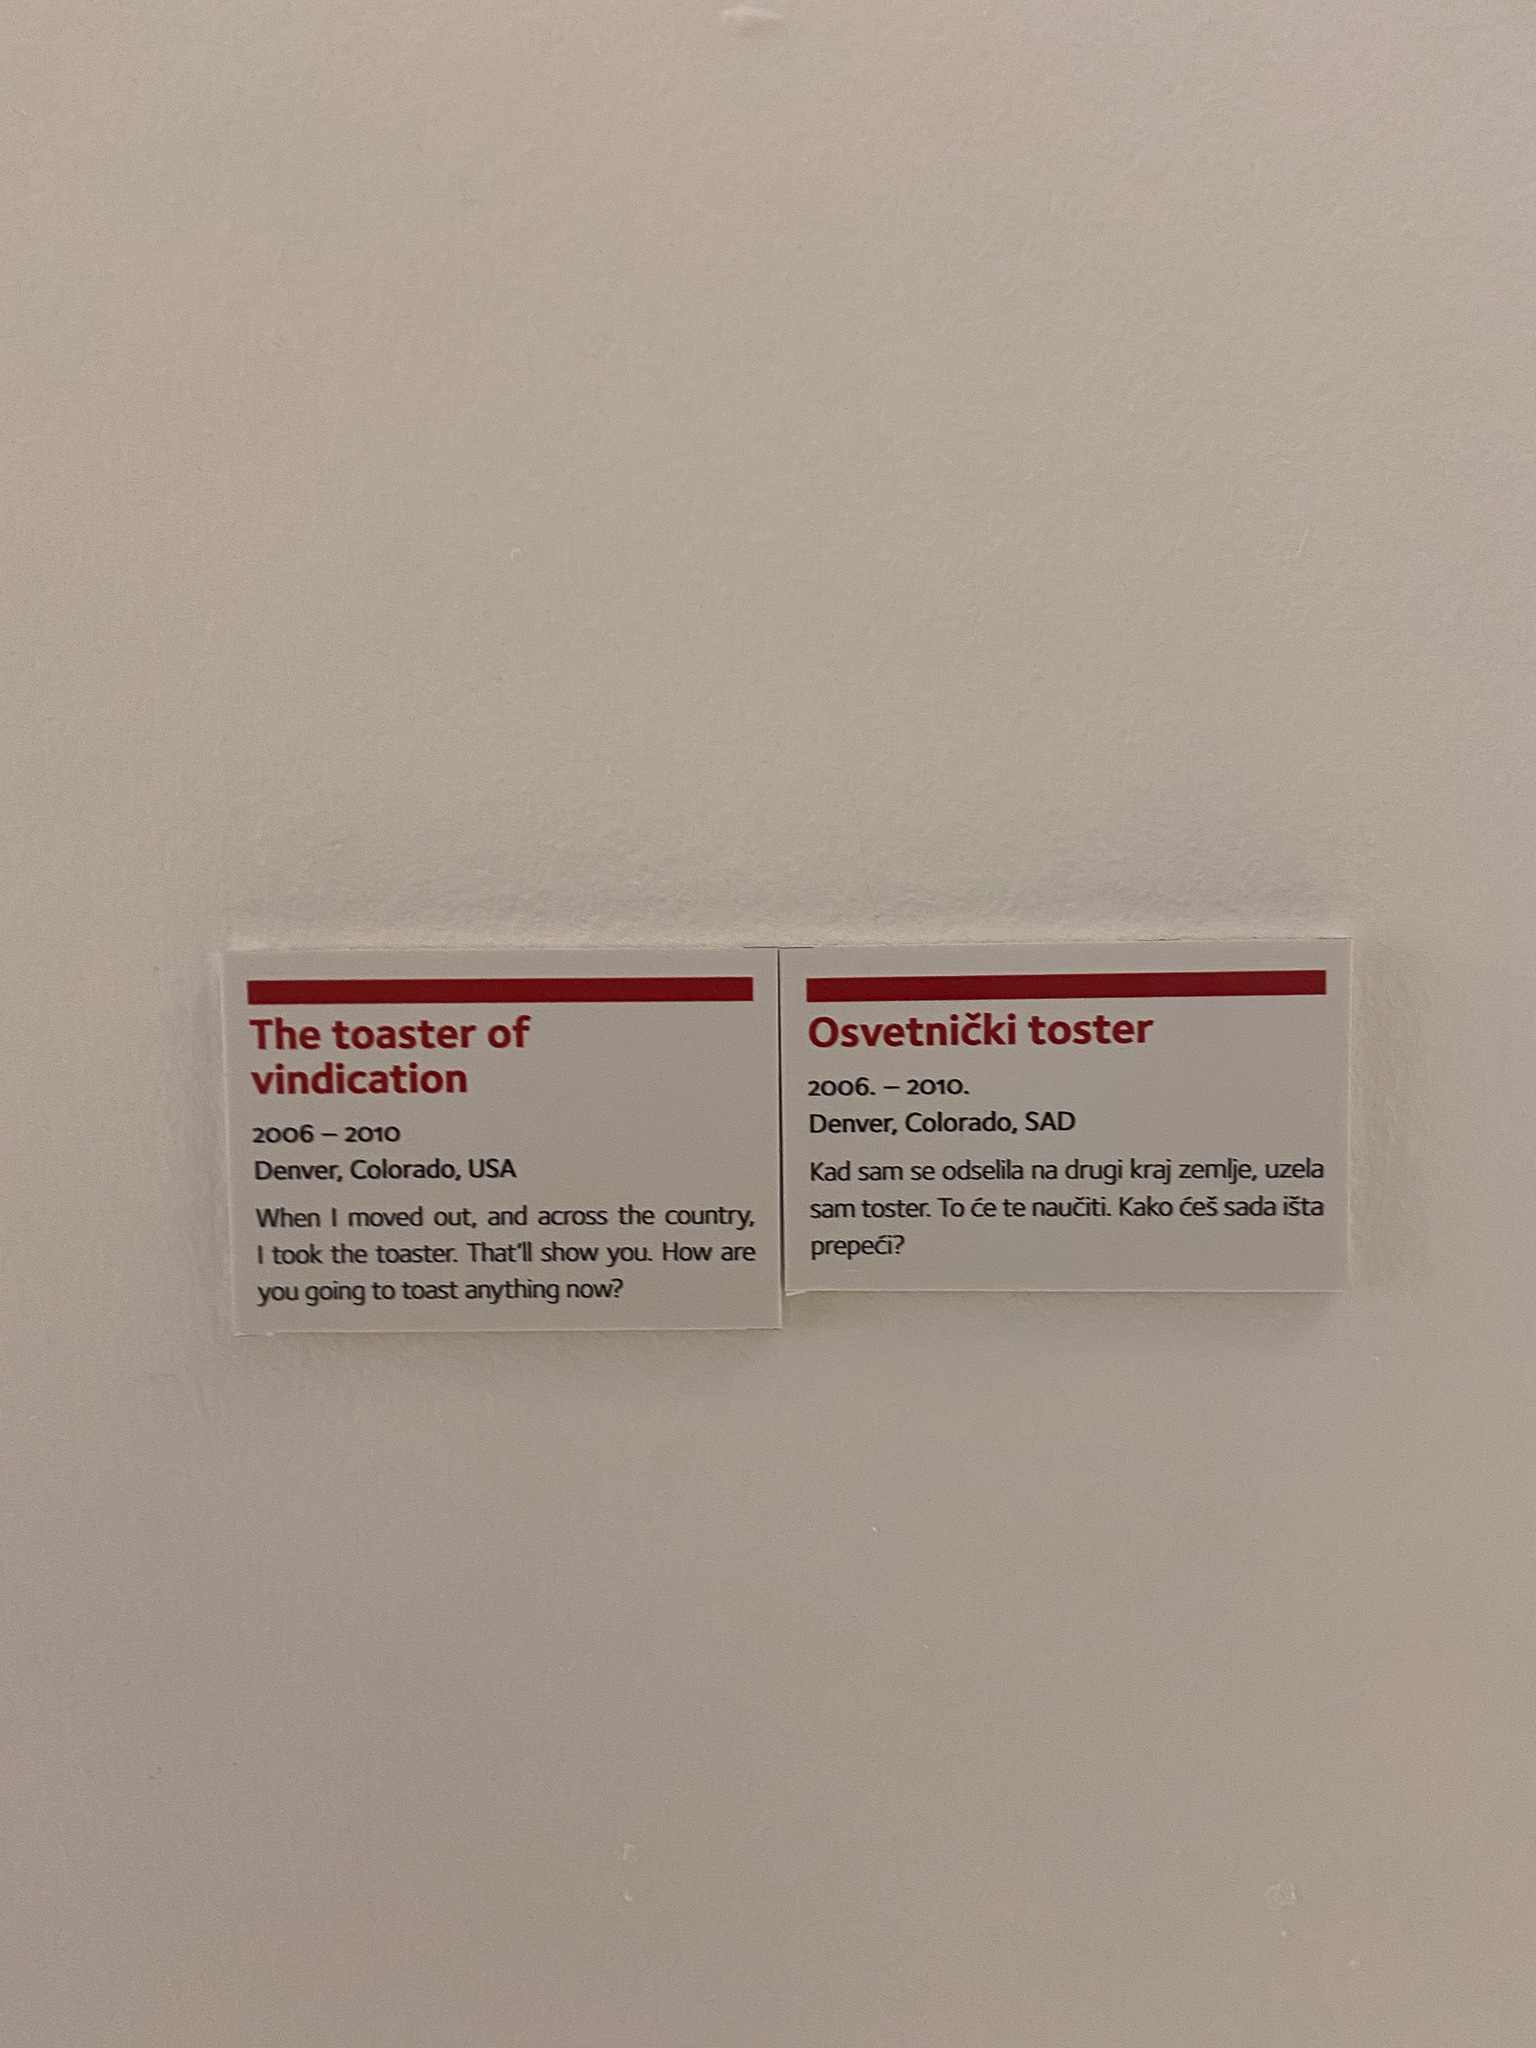 The toaster of
vindication
2006 – 2010
Denver, Colorado, USA
When I moved out, and across the country,
I took the toaster. That'll show you. How are
you going to toast anything now?
Osvetnički toster
2006. – 2010.
Denver, Colorado, SAD
Kad sam se odselila na drugi kraj zemlje, uzela
sam toster. To će te naučiti. Kako ćeš sada išta
prepeći?